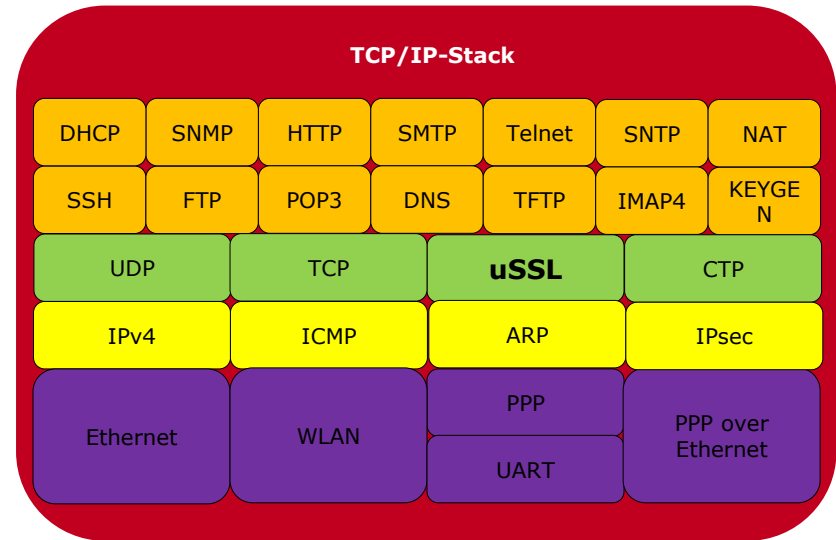 TCP/IP-Stack
DHCP SNMP HTTP SMTP Telnet SNTP NAT
SSH FTP POP3 DNS TFTP IMAP4 KEYGE
N
UDP TCP uSSL CTP
IPv4 ICMP ARP IPsec
Ethernet WLAN PPP PPP over
Ethernet
UART